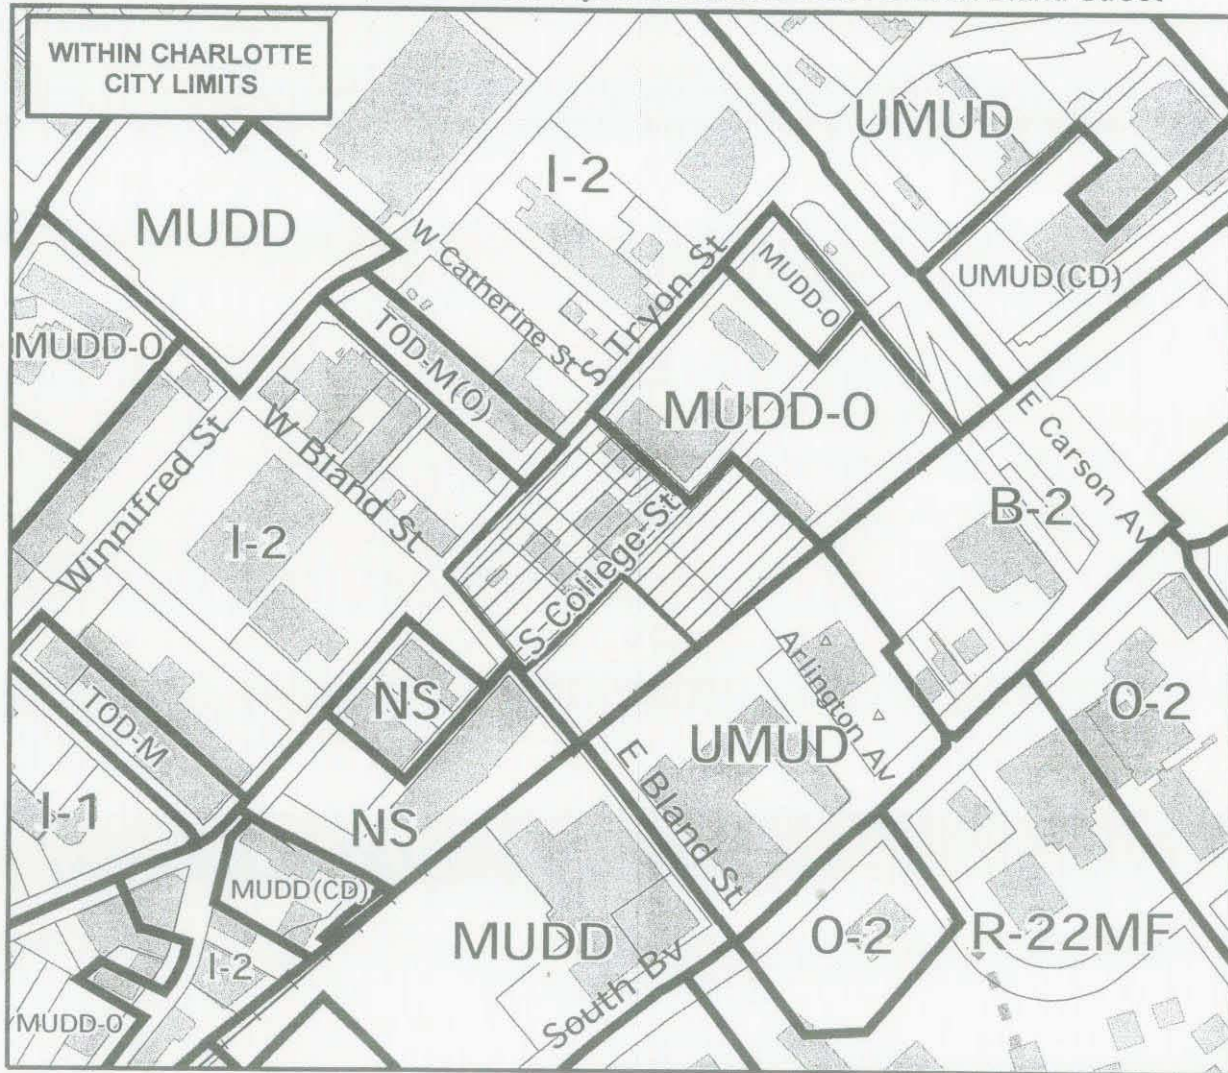 WITHIN CHARLOTTE
CITY LIMITS
UMUD
I-2
MUDD
W Catherine St
S Tryon St
MUDD-O
UMUD(CD)
MUDD-O
TOD-M(O)
MUDD-O
E Carson Av
Winnifred St
W Bland St
B-2
I-2
S College St
Arlington Av
NS
O-2
TOD-M
UMUD
I-1
E Bland St
NS
MUDD(CD)
MUDD
O-2
R-22MF
I-2
South Bv
MUDD-O